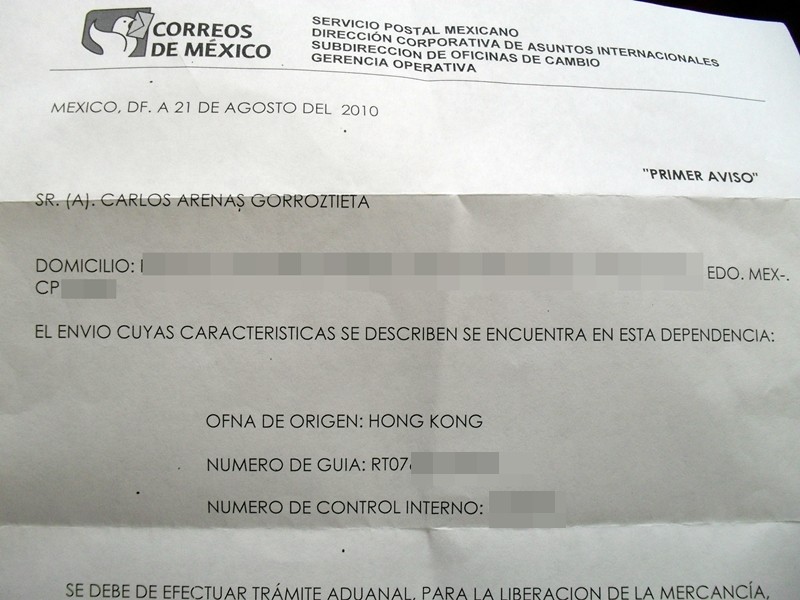 CORREOS
DE MÉXICO
SERVICIO POSTAL MEXICANO
DIRECCIÓN CORPORATIVA DE ASUNTOS INTERNACIONALES
SUBDIRECCION DE OFICINAS DE CAMBIO
GERENCIA OPERATIVA
MEXICO, DF. A 21 DE AGOSTO DEL 2010
"PRIMER AVISO"
SR. (A). CARLOS ARENAS GORROZTIETA
DOMICILIO: EDO. MEX-.
CP
EL ENVIO CUYAS CARACTERISTICAS SE DESCRIBEN SE ENCUENTRA EN ESTA DEPENDENCIA:
OFNA DE ORIGEN: HONG KONG
NUMERO DE GUIA: RT07
NUMERO DE CONTROL INTERNO:
SE DEBE DE EFECTUAR TRÁMITE ADUANAL, PARA LA LIBERACION DE LA MERCANCÍA,